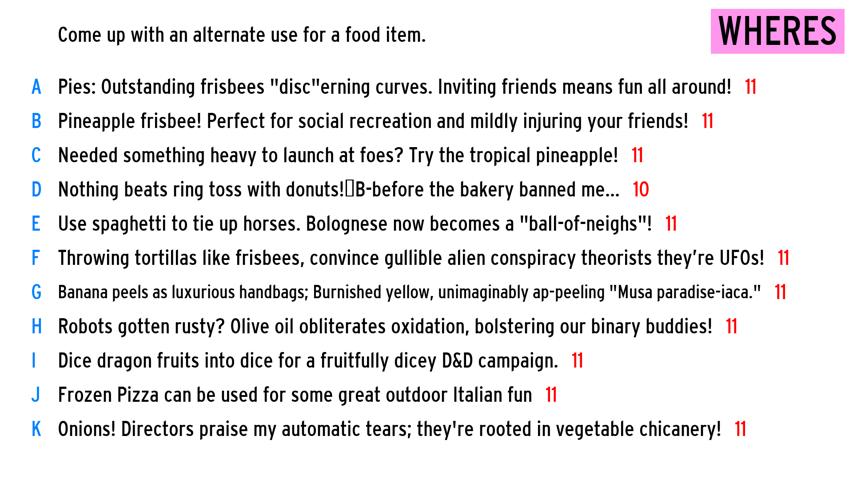 Come up with an alternate use for a food item.
WHERES
A Pies: Outstanding frisbees "disc"erning curves. Inviting friends means fun all around! 11
B Pineapple frisbee! Perfect for social recreation and mildly injuring your friends! 11
C Needed something heavy to launch at foes? Try the tropical pineapple! 11
D Nothing beats ring toss with donuts!▯B-before the bakery banned me... 10
E Use spaghetti to tie up horses. Bolognese now becomes a "ball-of-neighs"! 11
F Throwing tortillas like frisbees, convince gullible alien conspiracy theorists they’re UFOs! 11
G Banana peels as luxurious handbags; Burnished yellow, unimaginably ap-peeling "Musa paradise-iaca." 11
H Robots gotten rusty? Olive oil obliterates oxidation, bolstering our binary buddies! 11
I Dice dragon fruits into dice for a fruitfully dicey D&D campaign. 11
J Frozen Pizza can be used for some great outdoor Italian fun 11
K Onions! Directors praise my automatic tears; they're rooted in vegetable chicanery! 11